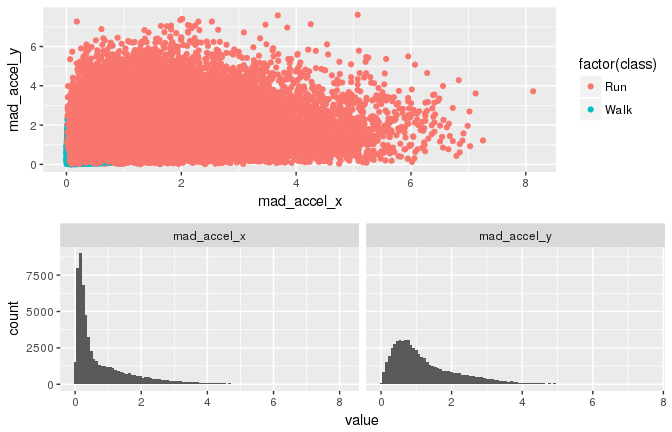 mad_accel_y
6
4
2
0
0 2 4 6 8
mad_accel_x
factor(class)
Run
Walk
mad_accel_x mad_accel_y
count
7500
5000
2500
0
0 2 4 6 8 0 2 4 6 8
value